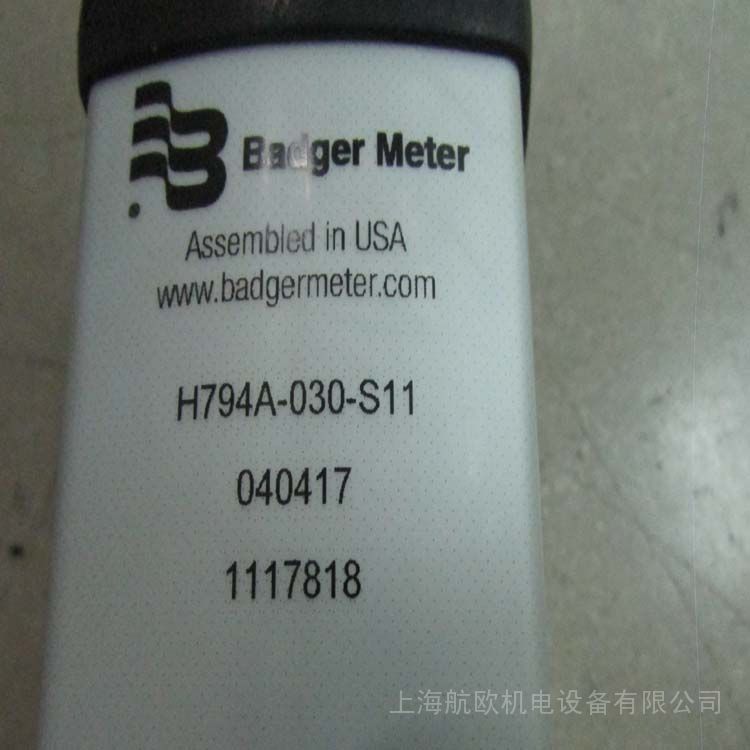 Badger Meter
Assembled in USA
www.badgermeter.com
H794A-030-S11
040417
1117818
上海航欧机电设备有限公司